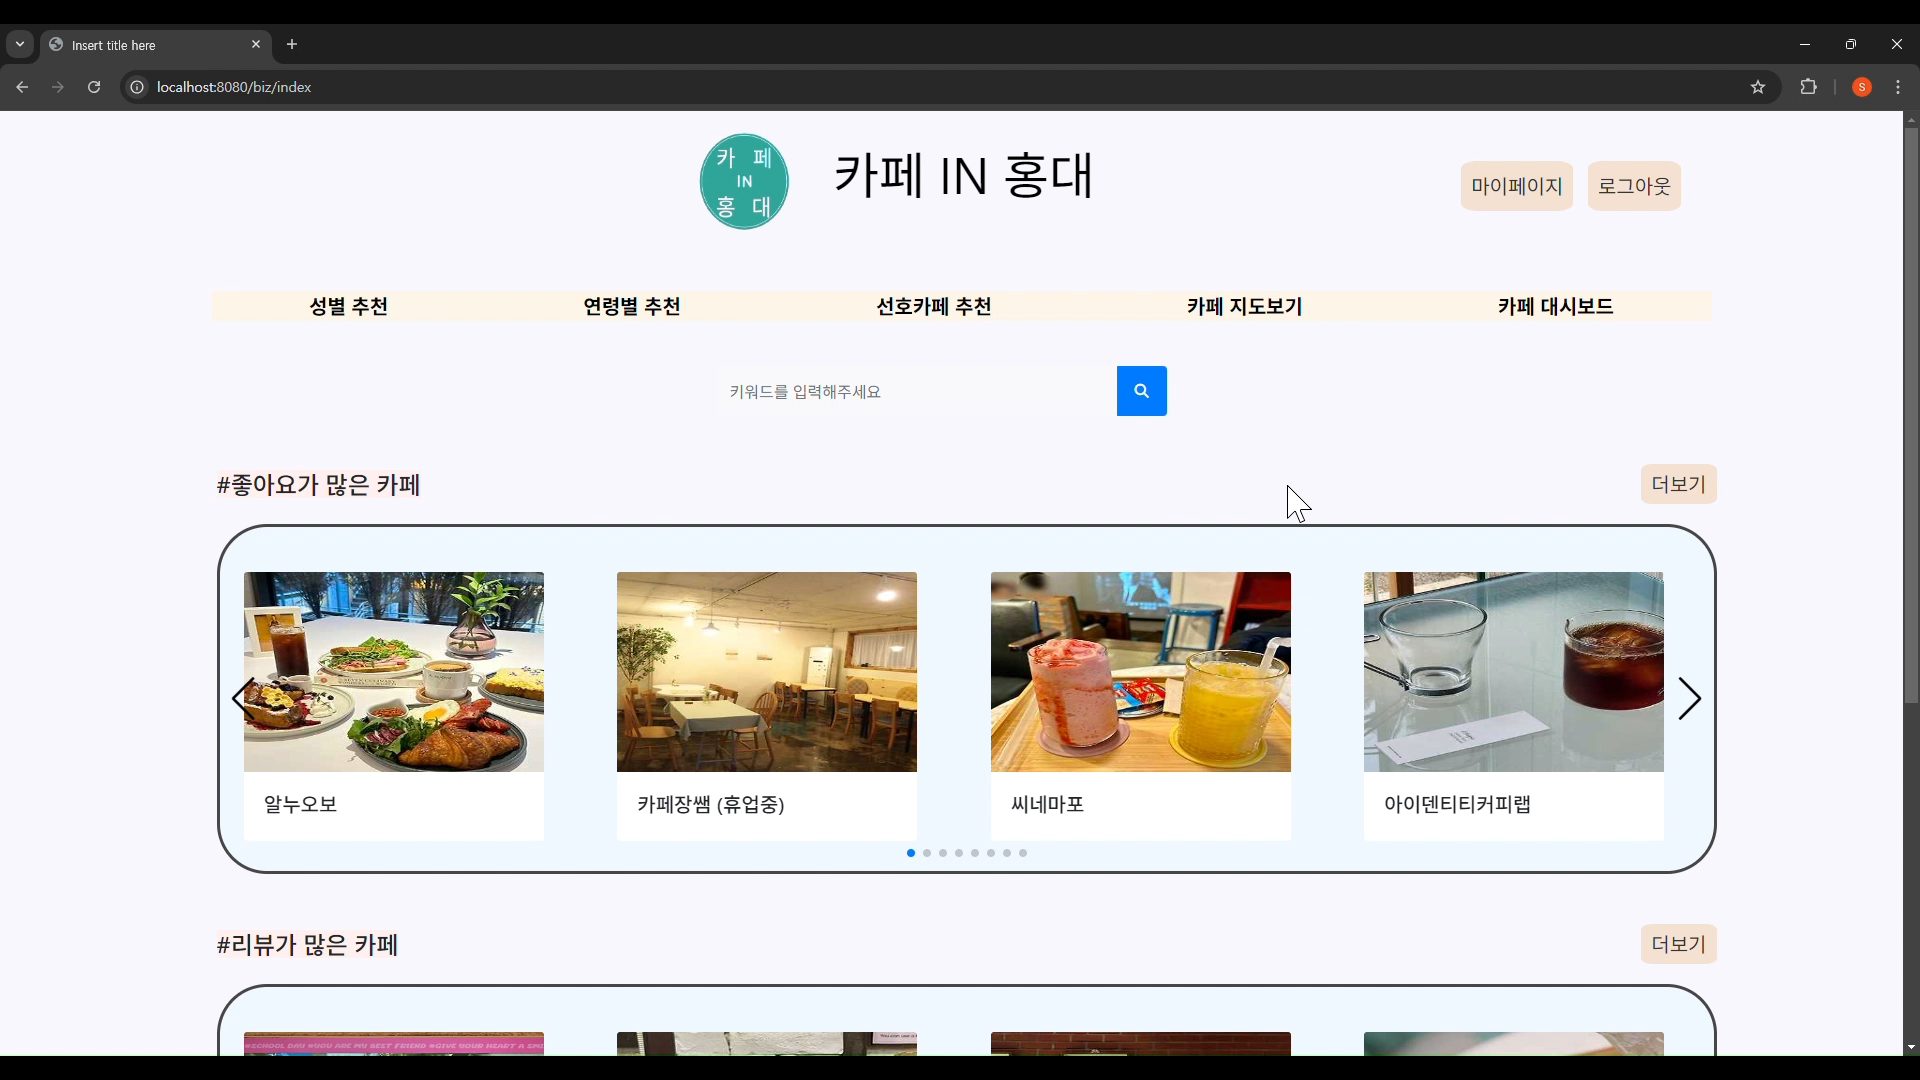 Insert title here
localhost:8080/biz/index
S
카 페
IN
홍 대
카페 IN 홍대
마이페이지 로그아웃
성별 추천 연령별 추천 선호카페 추천 카페 지도보기 카페 대시보드
키워드를 입력해주세요
#좋아요가 많은 카페 더보기
알누오보 카페장쌤 (휴업중) 씨네마포 아이덴티티커피랩
#리뷰가 많은 카페 더보기